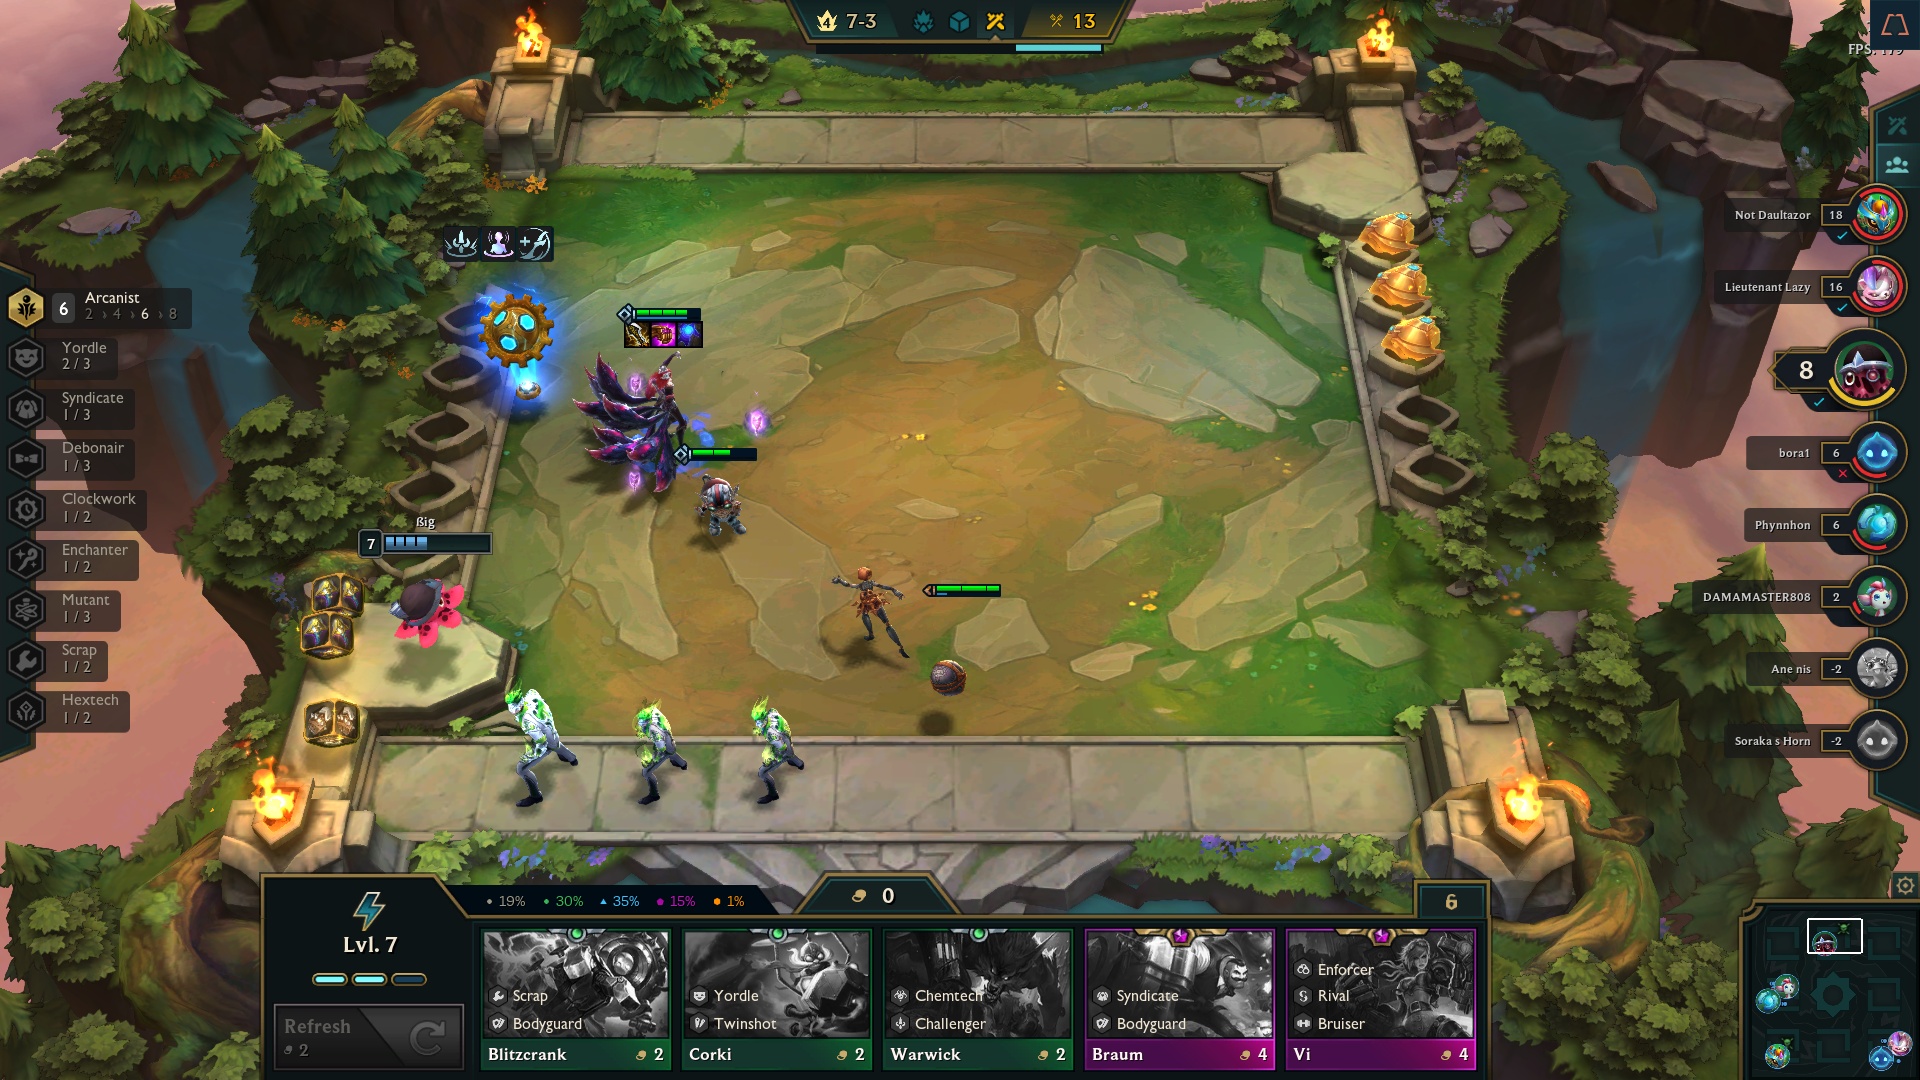 7-3
13
FPS: 119
Not Daultazor
18
Lieutenant Lazy
16
8
bora1
6
Phynnhon
6
DAMAMASTER808
2
Ane nis
-2
Soraka s Horn
-2
6
Arcanist
2 › 4 › 6 › 8
Yordle
2 / 3
Syndicate
1 / 3
Debonair
1 / 3
Clockwork
1 / 2
Enchanter
1 / 2
Mutant
1 / 3
Scrap
1 / 2
Hextech
1 / 2
ßig
7
Lvl. 7
19%
30%
35%
15%
1%
0
6
Refresh
2
Scrap
Bodyguard
Blitzcrank
2
Yordle
Twinshot
Corki
2
Chemtech
Challenger
Warwick
2
Syndicate
Bodyguard
Braum
4
Enforcer
Rival
Bruiser
Vi
4